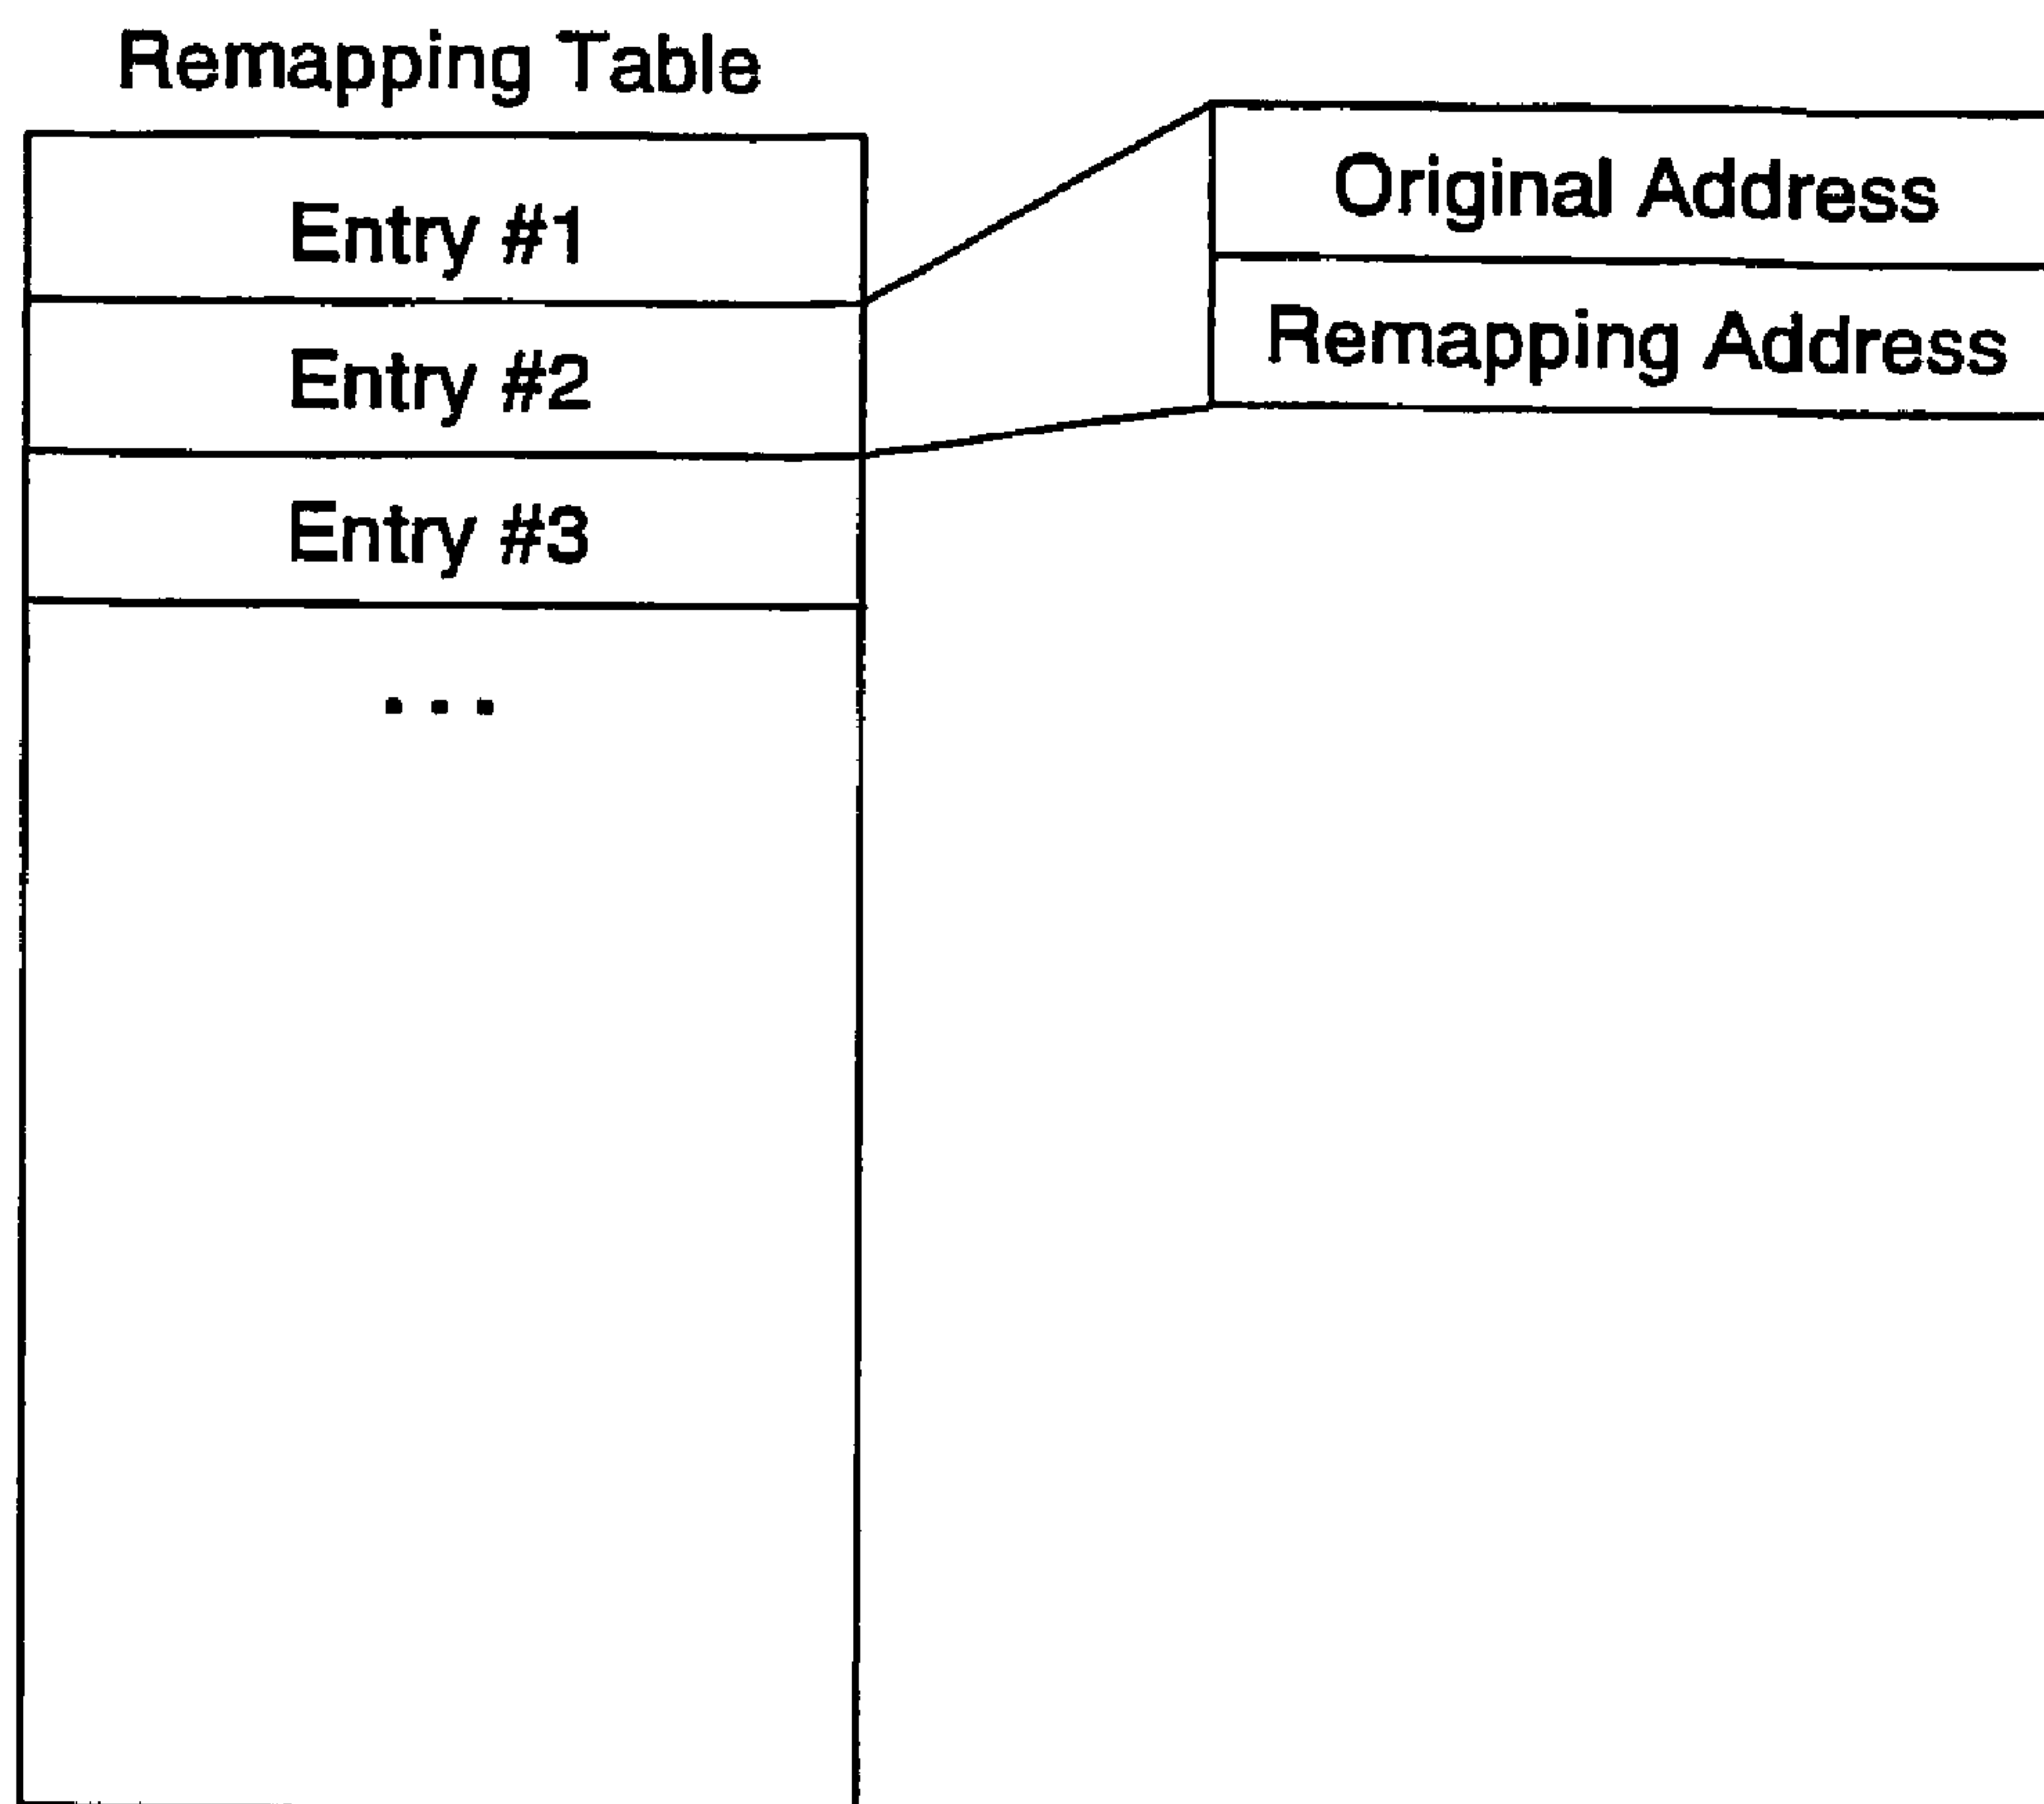 Remapping Table
Entry #1
Entry #2
Entry #3
...
Original Address
Remapping Address